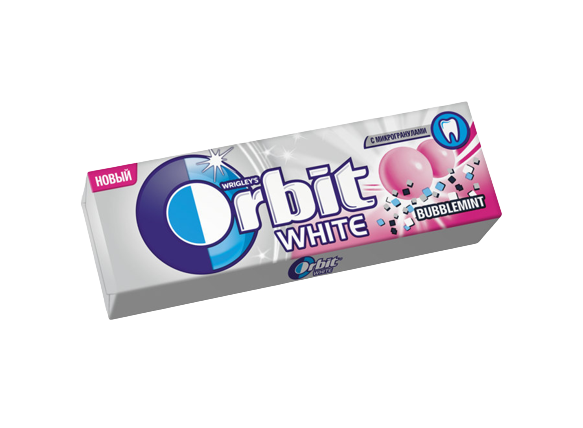 НОВЫЙ
С МИКРОГРАНУЛАМИ
WRIGLEY'S
Orbit
WHITE
BUBBLEMINT
Orbit
WHITE